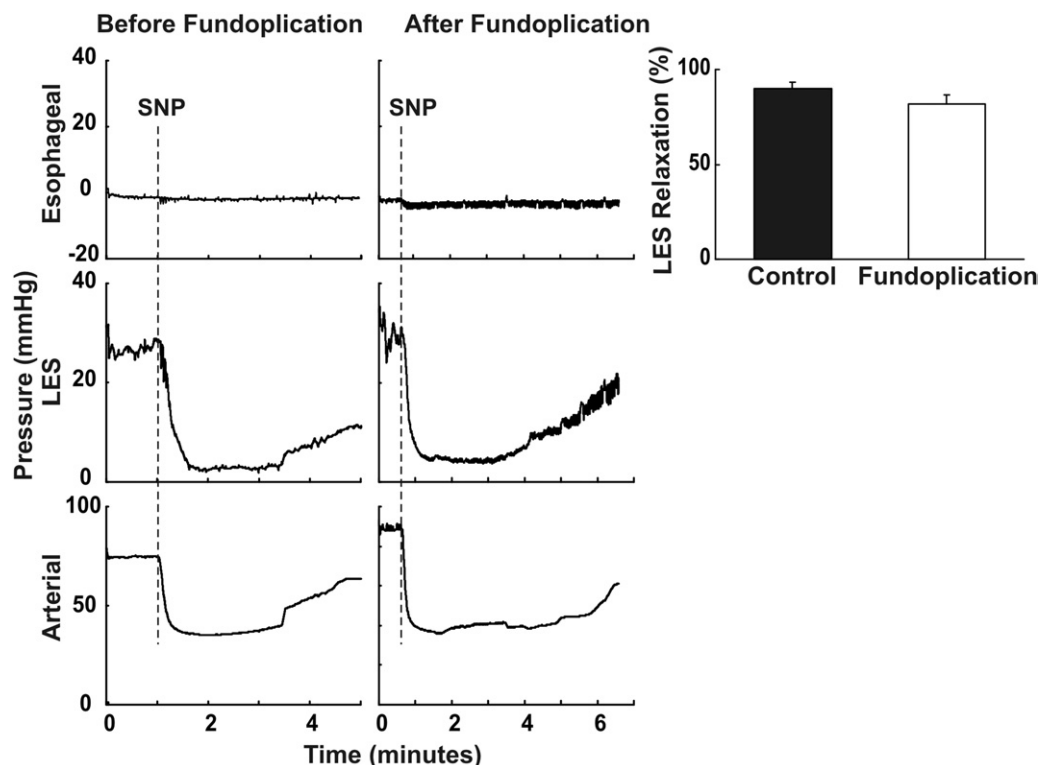 Before Fundoplication
After Fundoplication
40
20
0
-20
Esophageal
SNP
SNP
100
50
0
LES Relaxation (%)
Control
Fundoplication
40
20
0
Pressure (mmHg)
LES
100
50
0
Arterial
0
2
4
0
2
4
6
Time (minutes)